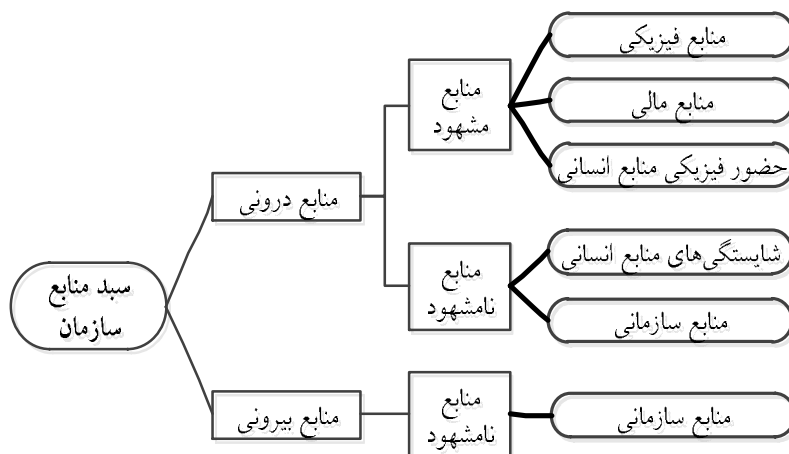 سبد منابع
سازمان
منابع درونی
منابع
مشهود
منابع فیزیکی
منابع مالی
حضور فیزیکی منابع انسانی
منابع
نامشهود
شایستگی‌های منابع انسانی
منابع سازمانی
منابع بیرونی
منابع
نامشهود
منابع سازمانی